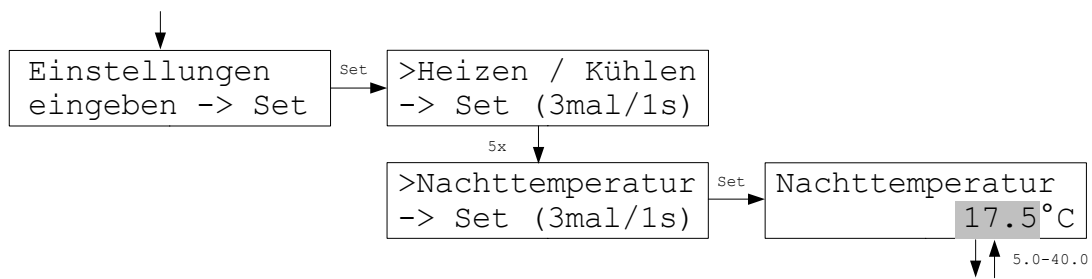 Einstellungen
eingeben -> Set
Set
>Heizen / Kühlen
-> Set (3mal/1s)
5x
>Nachttemperatur
-> Set (3mal/1s)
Set
Nachttemperatur
17.5°C
5.0-40.0